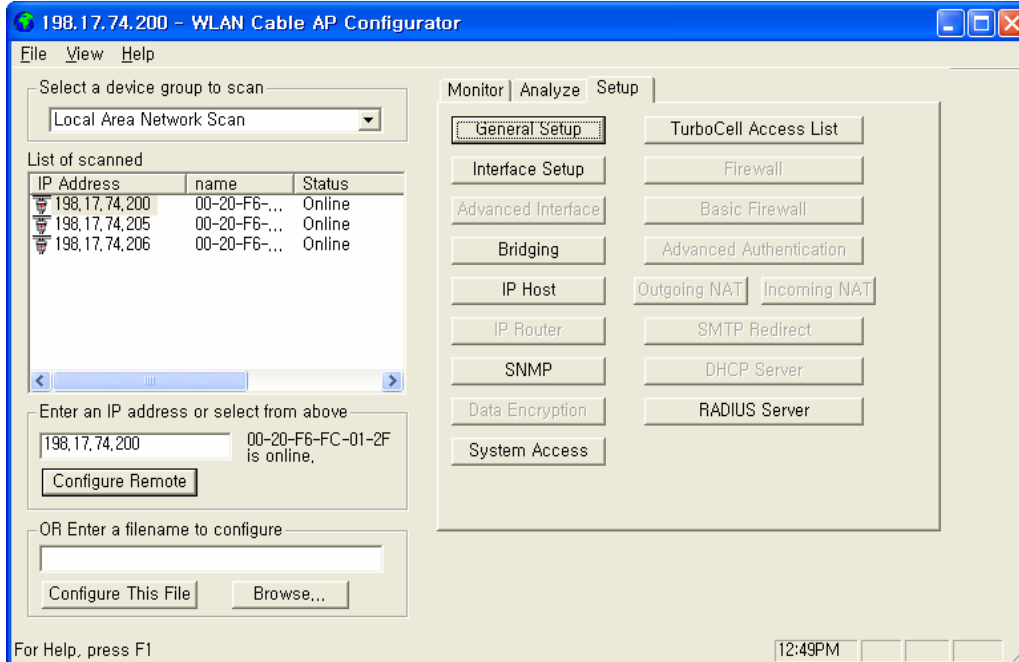 198.17.74.200 - WLAN Cable AP Configurator
File View Help
Select a device group to scan
Local Area Network Scan
List of scanned
IP Address name Status
198,17,74,200 00-20-F6-,,, Online
198,17,74,205 00-20-F6-,,, Online
198,17,74,206 00-20-F6-,,, Online
Enter an IP address or select from above
198,17,74,200
00-20-F6-FC-01-2F
is online,
Configure Remote
OR Enter a filename to configure
Configure This File
Browse,,,
Monitor Analyze Setup
General Setup
TurboCell Access List
Interface Setup
Firewall
Advanced Interface
Basic Firewall
Bridging
Advanced Authentication
IP Host
Outgoing NAT
Incoming NAT
IP Router
SMTP Redirect
SNMP
DHCP Server
Data Encryption
RADIUS Server
System Access
For Help, press F1
12:49PM